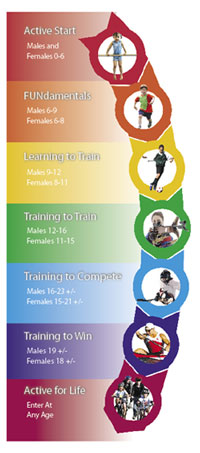 Active Start
Males and
Females 0-6
FUNdamentals
Males 6-9
Females 6-8
Learning to Train
Males 9-12
Females 8-11
Training to Train
Males 12-16
Females 11-15
Training to Compete
Males 16-23 +/-
Females 15-21 +/-
Training to Win
Males 19 +/-
Females 18 +/-
Active for Life
Enter At
Any Age